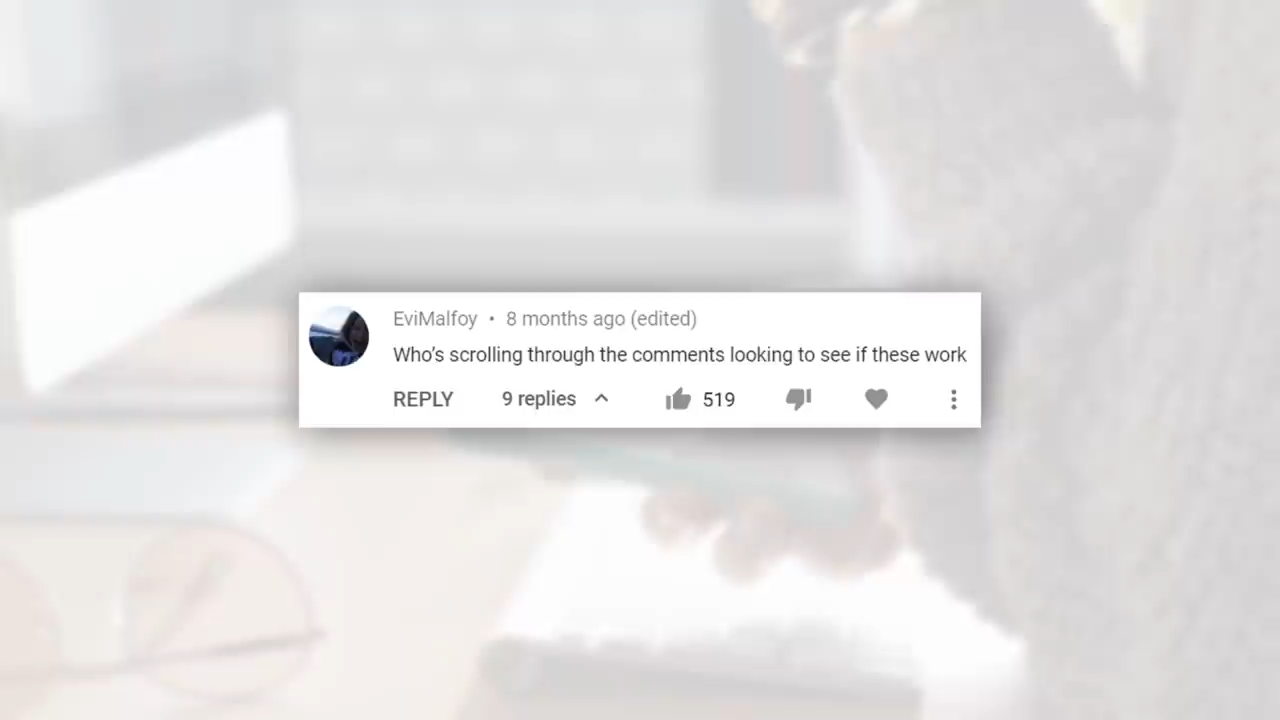 EviMalfoy • 8 months ago (edited)
Who's scrolling through the comments looking to see if these work
REPLY 9 replies 519